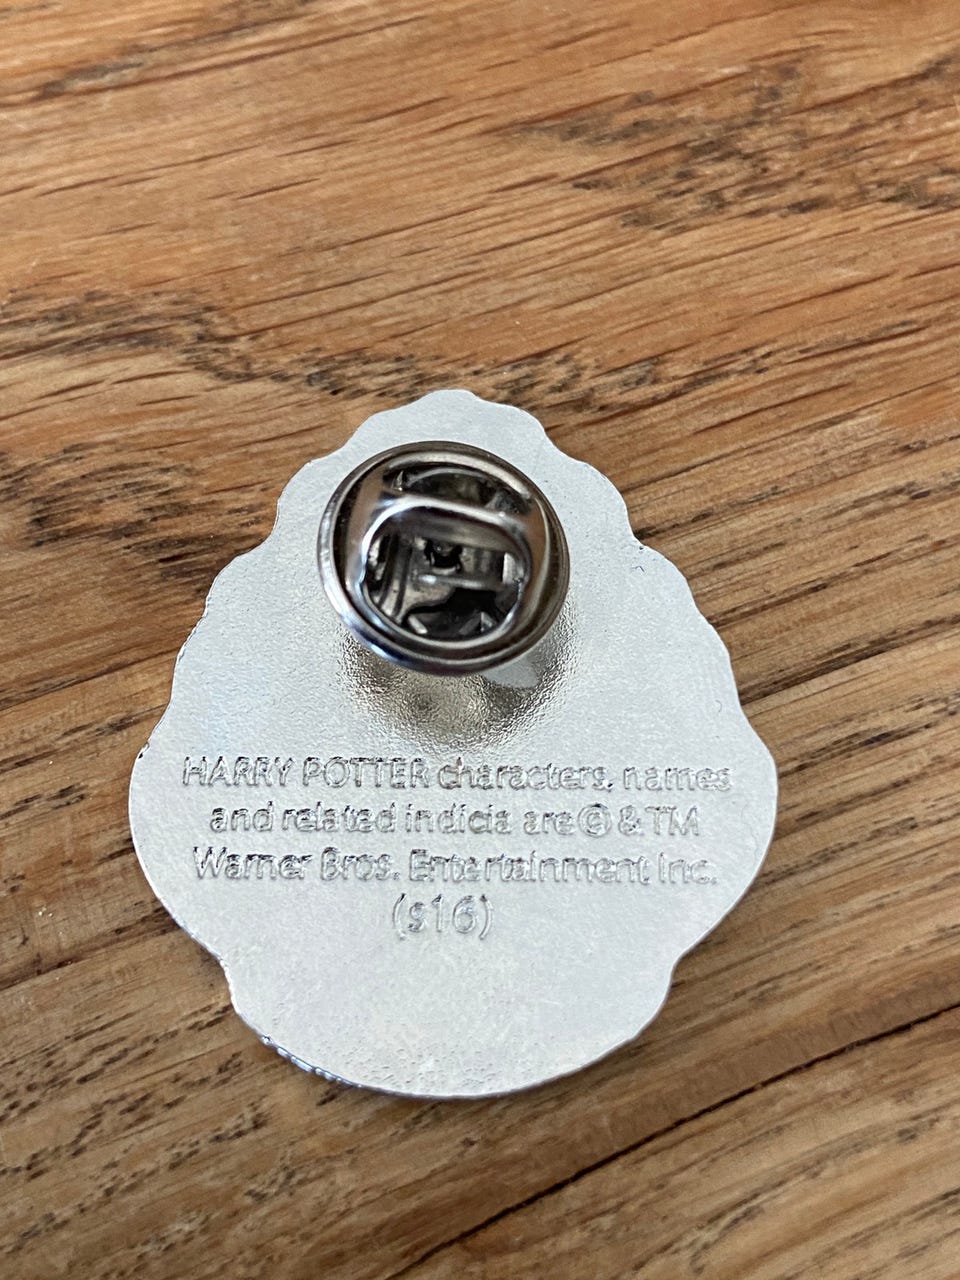 HARRY POTTER characters, names
and related indicia are © & TM
Warner Bros. Entertainment Inc.
(s16)